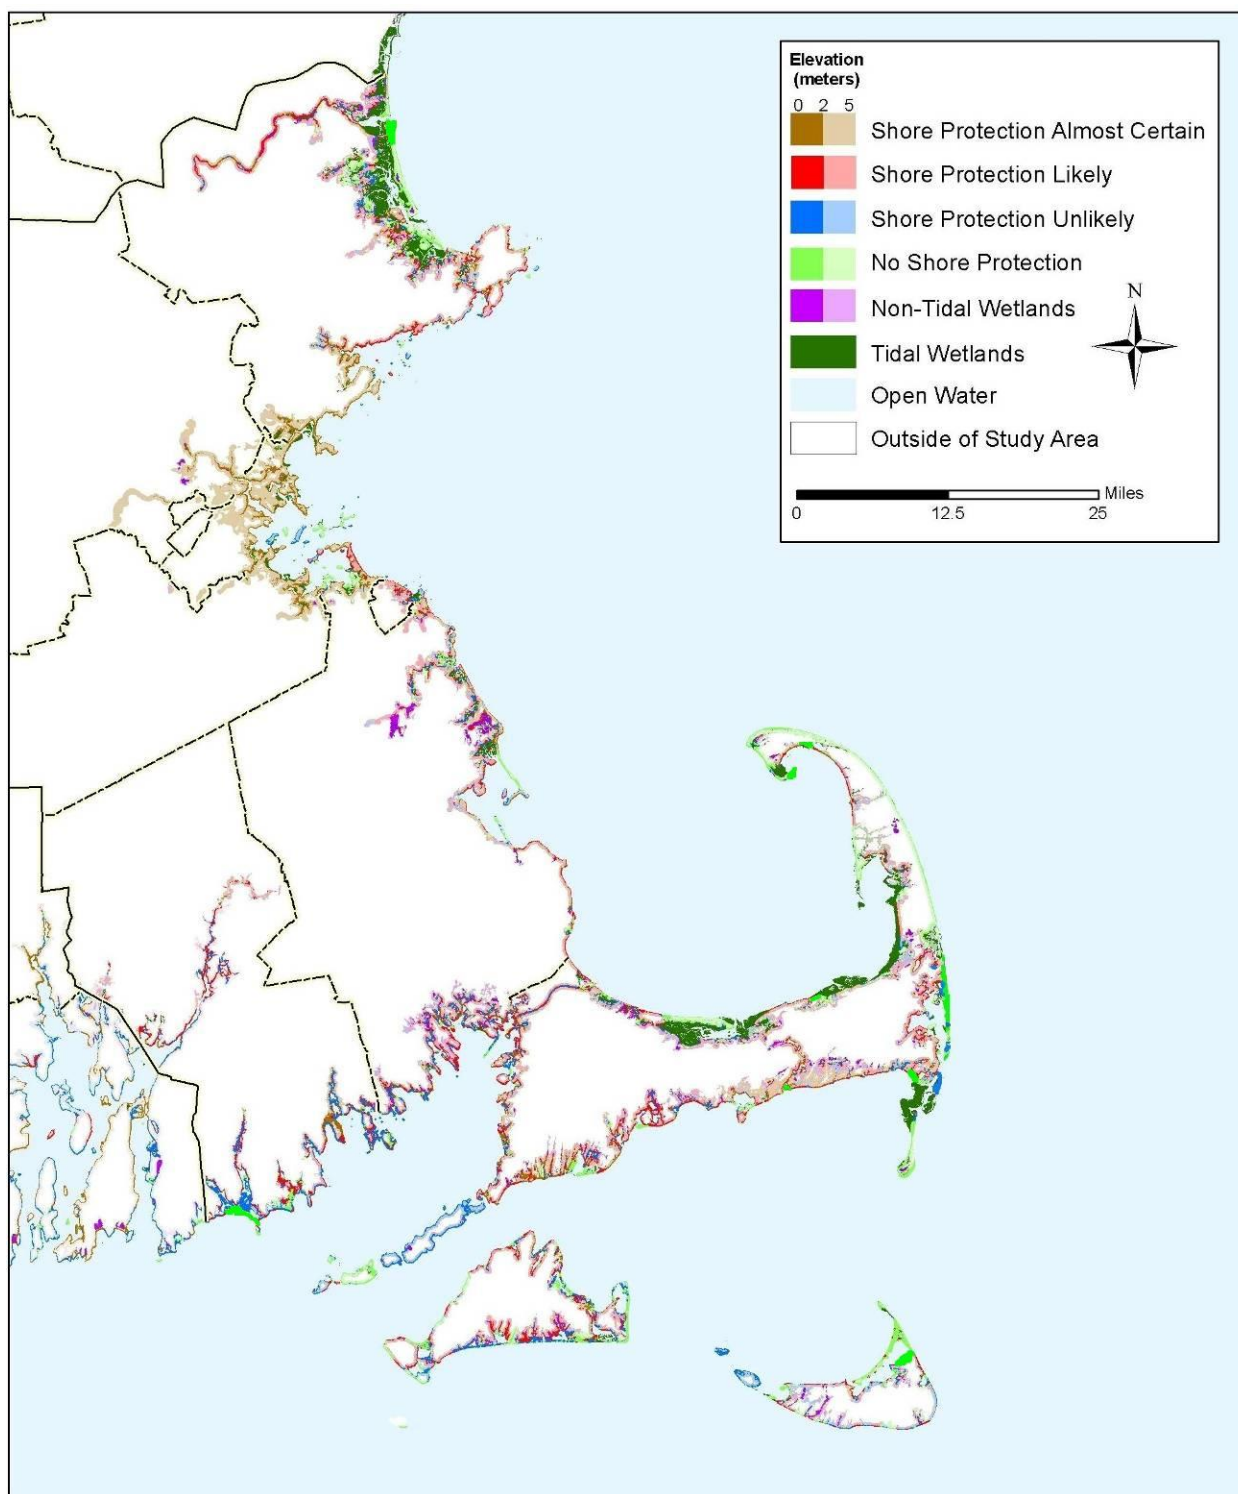 Elevation
(meters)
0 2 5
Shore Protection Almost Certain
Shore Protection Likely
Shore Protection Unlikely
No Shore Protection
Non-Tidal Wetlands
N
Tidal Wetlands
Open Water
Outside of Study Area
Miles
0 12.5 25